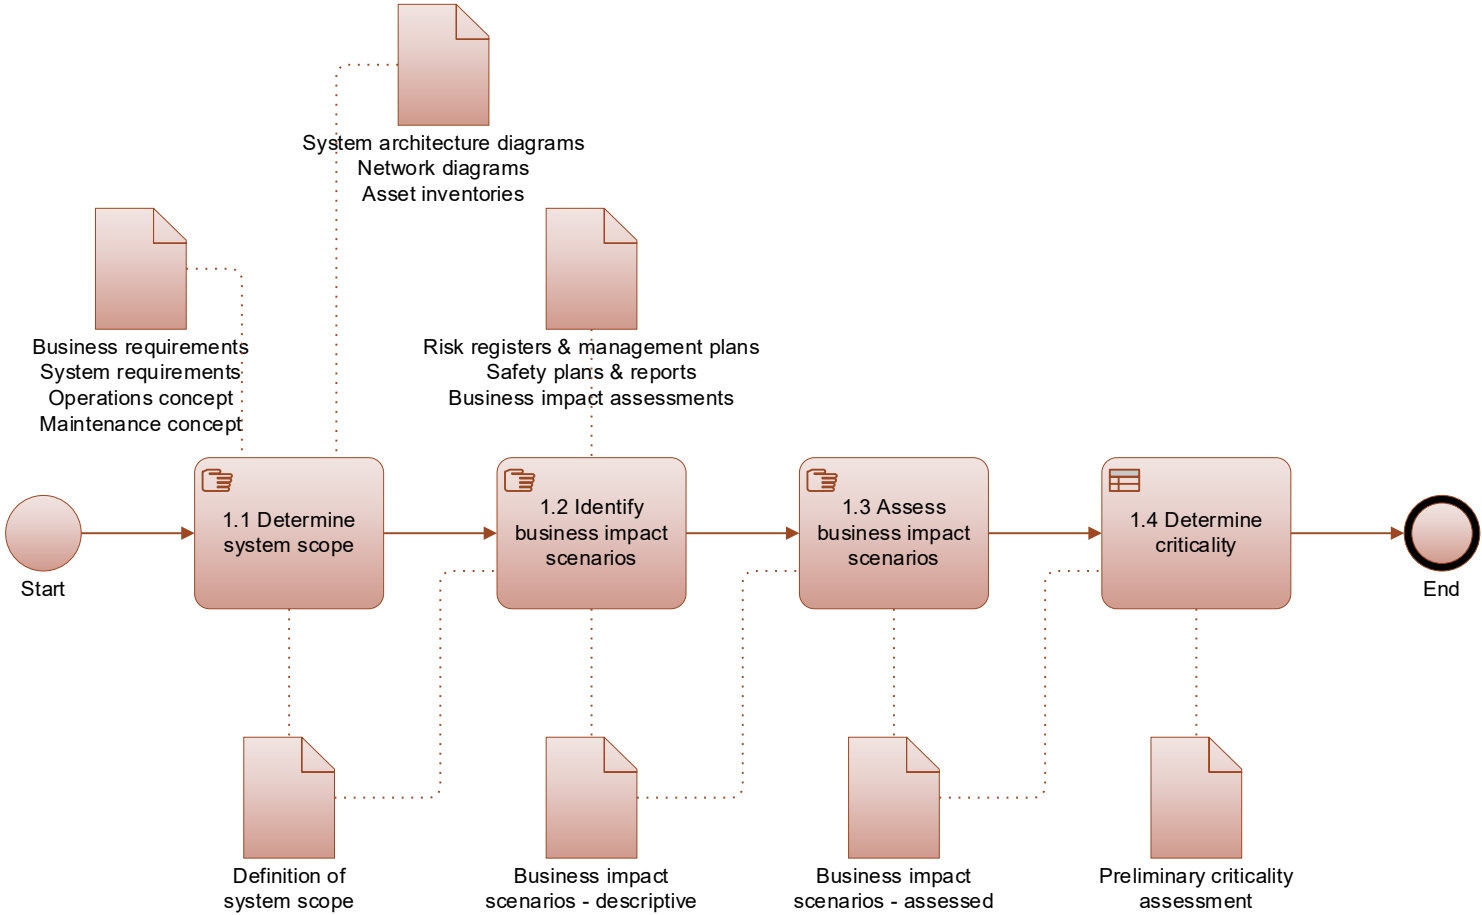 System architecture diagrams
Network diagrams
Asset inventories
Business requirements
System requirements
Operations concept
Maintenance concept
Risk registers & management plans
Safety plans & reports
Business impact assessments
Start
1.1 Determine
system scope
1.2 Identify
business impact
scenarios
1.3 Assess
business impact
scenarios
1.4 Determine
criticality
End
Definition of
system scope
Business impact
scenarios - descriptive
Business impact
scenarios - assessed
Preliminary criticality
assessment